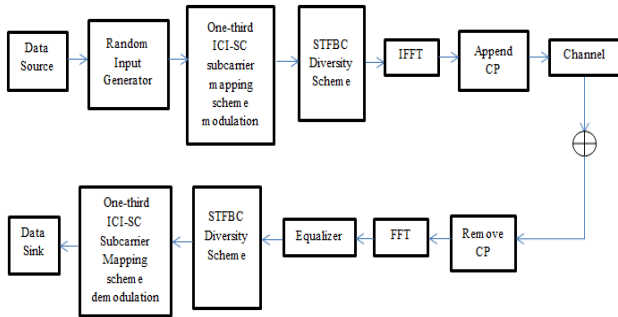 Data
Source
Random
Input
Generator
One-third
ICI-SC
subcarrier
mapping
scheme
modulation
STFBC
Diversity
Scheme
IFFT
Append
CP
Channel
Data
Sink
One-third
ICI-SC
Subcarrier
Mapping
scheme
demodulation
STFBC
Diversity
Scheme
Equalizer
FFT
Remove
CP